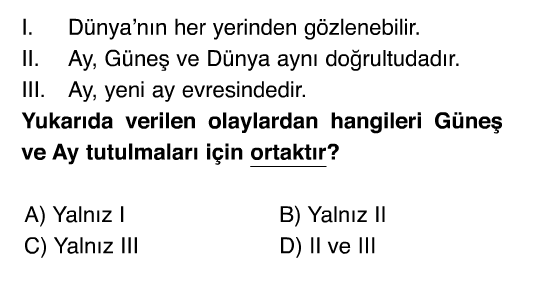 I. Dünya’nın her yerinden gözlenebilir.
II. Ay, Güneş ve Dünya aynı doğrultudadır.
III. Ay, yeni ay evresindedir.
Yukarıda verilen olaylardan hangileri Güneş
ve Ay tutulmaları için ortaktır?
A) Yalnız I B) Yalnız II
C) Yalnız III D) II ve III